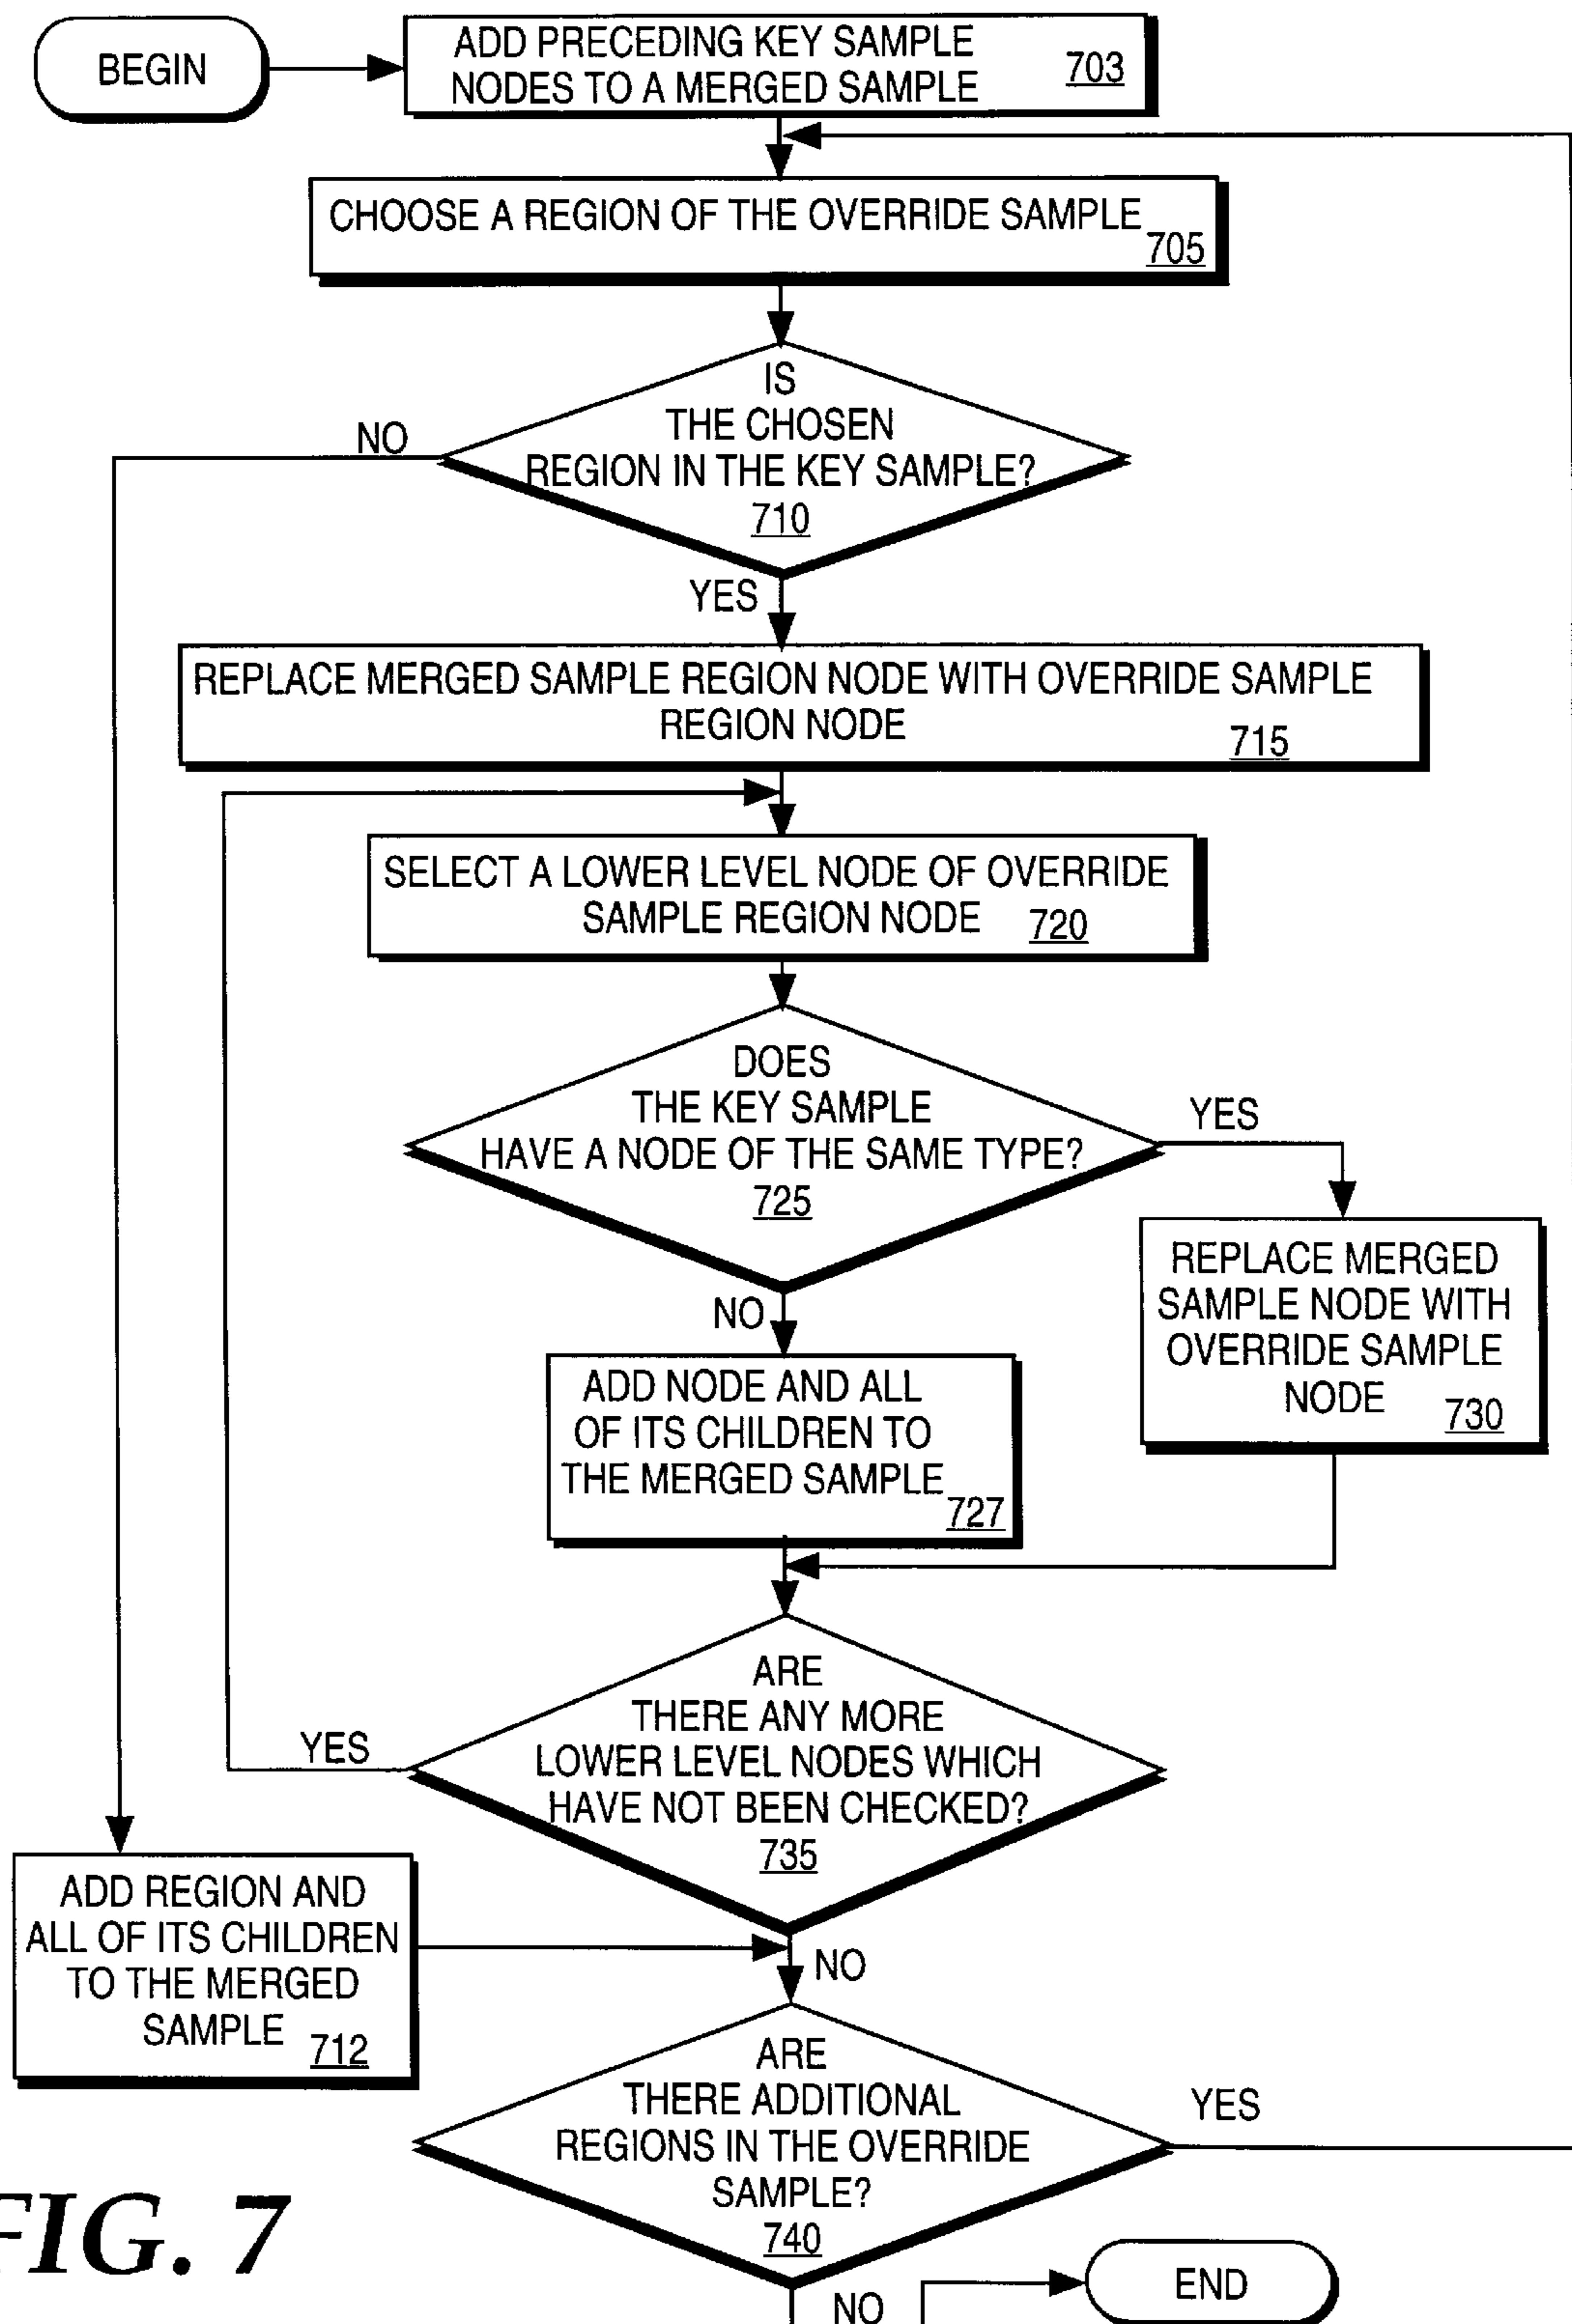 BEGIN
ADD PRECEDING KEY SAMPLE
NODES TO A MERGED SAMPLE
703
CHOOSE A REGION OF THE OVERRIDE SAMPLE
705
IS
THE CHOSEN
REGION IN THE KEY SAMPLE?
710
NO
YES
REPLACE MERGED SAMPLE REGION NODE WITH OVERRIDE SAMPLE
REGION NODE
715
SELECT A LOWER LEVEL NODE OF OVERRIDE
SAMPLE REGION NODE
720
DOES
THE KEY SAMPLE
HAVE A NODE OF THE SAME TYPE?
725
YES
REPLACE MERGED
SAMPLE NODE WITH
OVERRIDE SAMPLE
NODE
730
NO
ADD NODE AND ALL
OF ITS CHILDREN TO
THE MERGED SAMPLE
727
ARE
THERE ANY MORE
LOWER LEVEL NODES WHICH
HAVE NOT BEEN CHECKED?
735
YES
NO
ADD REGION AND
ALL OF ITS CHILDREN
TO THE MERGED
SAMPLE
712
ARE
THERE ADDITIONAL
REGIONS IN THE OVERRIDE
SAMPLE?
740
YES
NO
END
FIG. 7